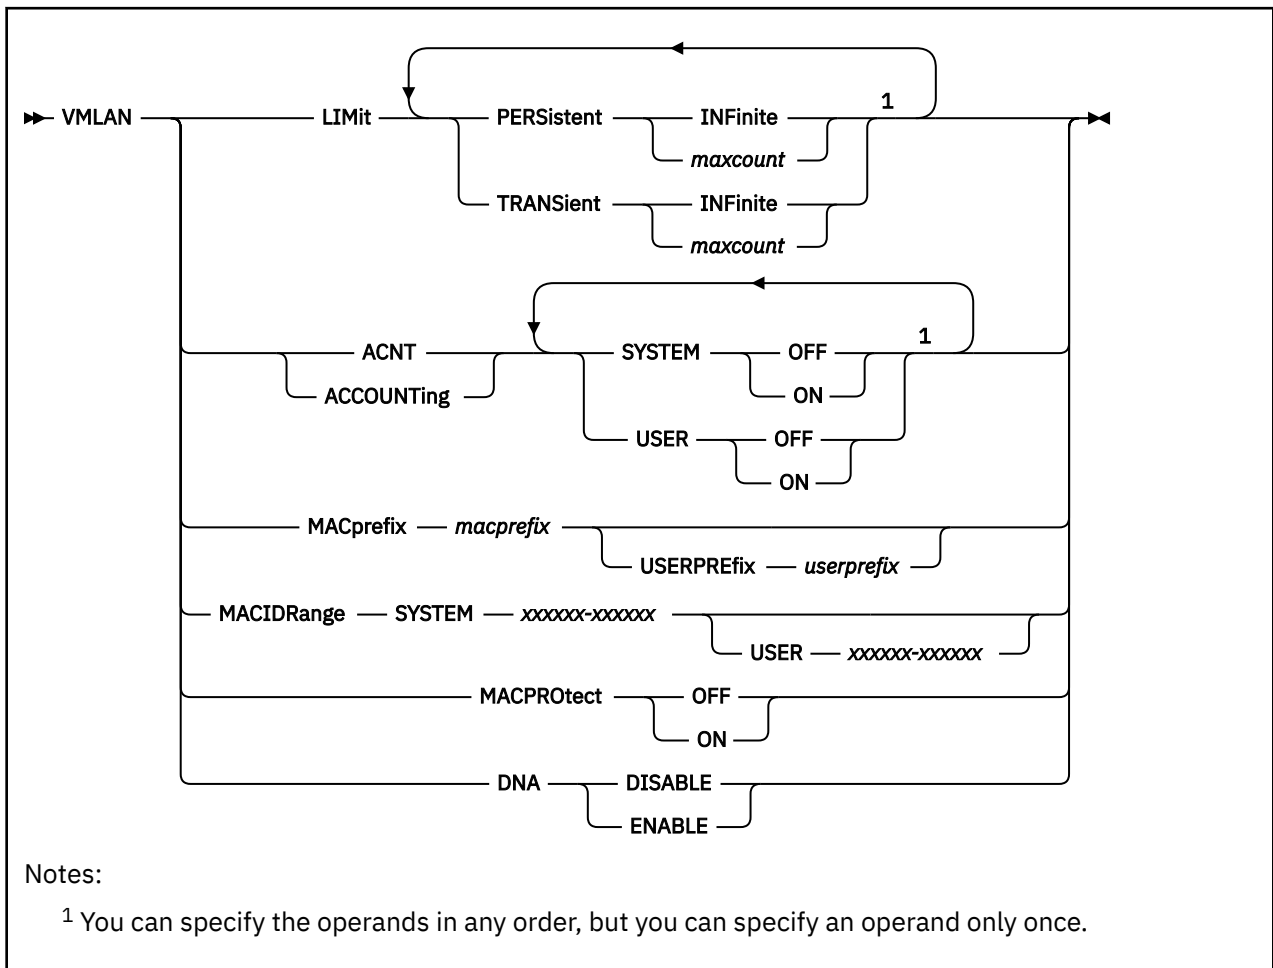 1
VMLAN LIMit PERSistent INFinite
maxcount
TRANSient INFinite
maxcount
1
ACNT SYSTEM OFF
ACCOUNTing ON
USER OFF
ON
MACprefix macprefix
USERPREfix userprefix
MACIDRange SYSTEM xxxxxx-xxxxxx
USER xxxxxx-xxxxxx
MACPROtect OFF
ON
DNA DISABLE
ENABLE
Notes:
1 You can specify the operands in any order, but you can specify an operand only once.